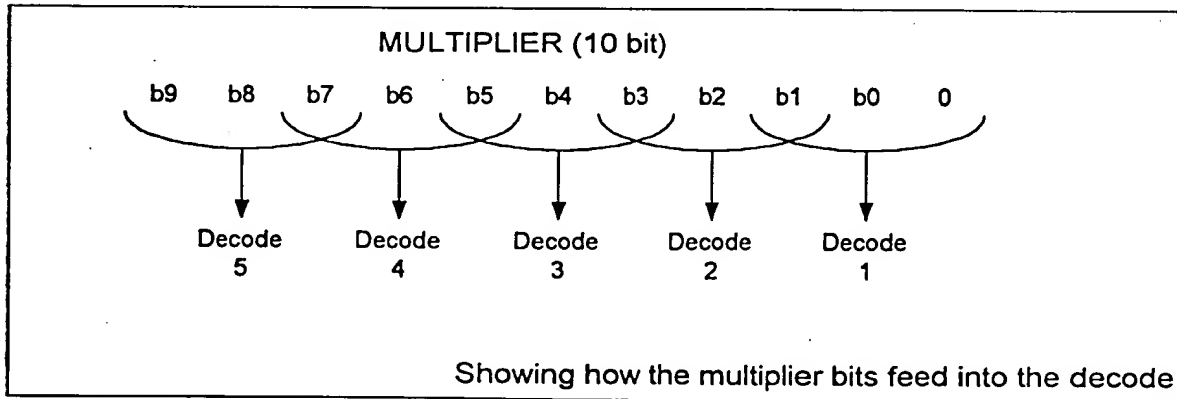 MULTIPLIER (10 bit)
b9 b8 b7 b6 b5 b4 b3 b2 b1 b0 0
Decode Decode Decode Decode Decode
5 4 3 2 1
Showing how the multiplier bits feed into the decode